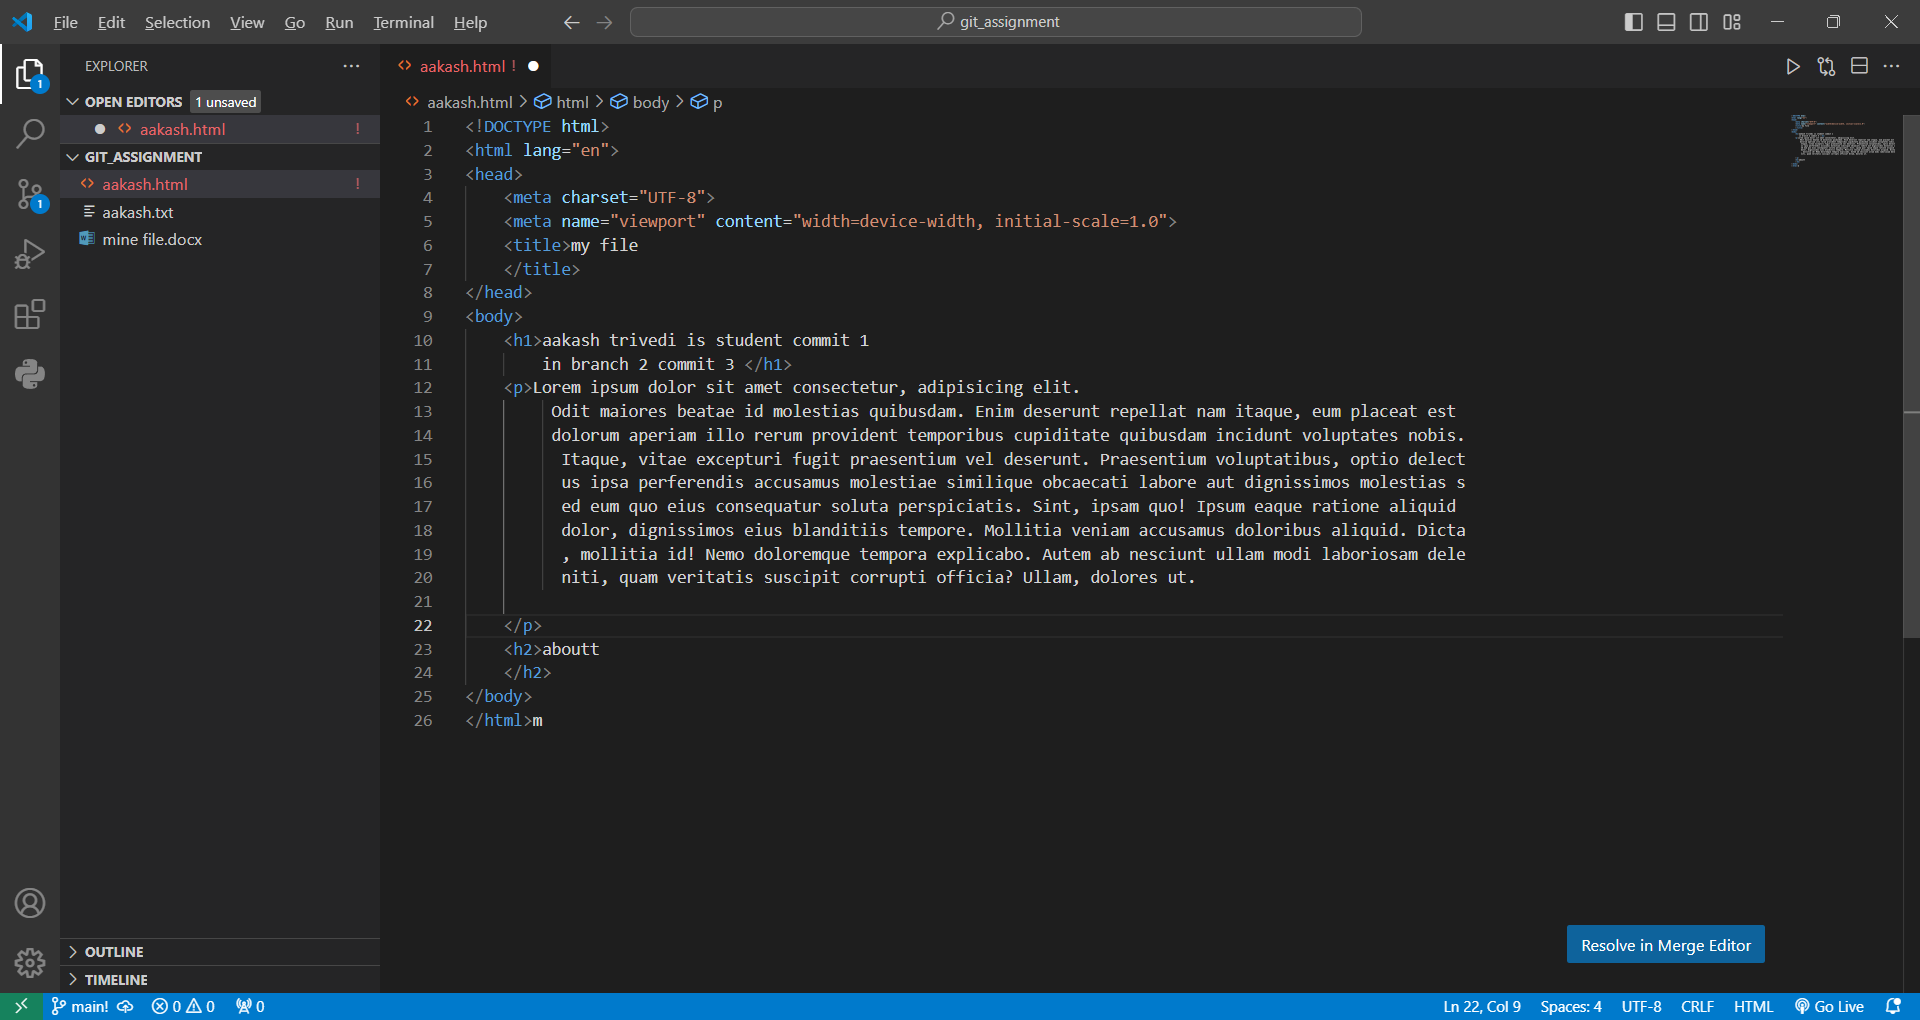 File Edit Selection View Go Run Terminal Help
git_assignment
EXPLORER
OPEN EDITORS 1 unsaved
aakash.html !
GIT_ASSIGNMENT
aakash.html !
aakash.txt
mine file.docx
OUTLINE
TIMELINE
1
1
aakash.html !
aakash.html > html > body > p
1 <!DOCTYPE html>
2 <html lang="en">
3 <head>
4 <meta charset="UTF-8">
5 <meta name="viewport" content="width=device-width, initial-scale=1.0">
6 <title>my file
7 </title>
8 </head>
9 <body>
10 <h1>aakash trivedi is student commit 1
11 in branch 2 commit 3 </h1>
12 <p>Lorem ipsum dolor sit amet consectetur, adipisicing elit.
13 Odit maiores beatae id molestias quibusdam. Enim deserunt repellat nam itaque, eum placeat est
14 dolorum aperiam illo rerum provident temporibus cupiditate quibusdam incidunt voluptates nobis.
15 Itaque, vitae excepturi fugit praesentium vel deserunt. Praesentium voluptatibus, optio delect
16 us ipsa perferendis accusamus molestiae similique obcaecati labore aut dignissimos molestias s
17 ed eum quo eius consequatur soluta perspiciatis. Sint, ipsam quo! Ipsum eaque ratione aliquid
18 dolor, dignissimos eius blanditiis tempore. Mollitia veniam accusamus doloribus aliquid. Dicta
19 , mollitia id! Nemo doloremque tempora explicabo. Autem ab nesciunt ullam modi laboriosam dele
20 niti, quam veritatis suscipit corrupti officia? Ullam, dolores ut.
21
22 </p>
23 <h2>aboutt
24 </h2>
25 </body>
26 </html>m
Resolve in Merge Editor
main! 0 0 0
Ln 22, Col 9 Spaces: 4 UTF-8 CRLF HTML Go Live